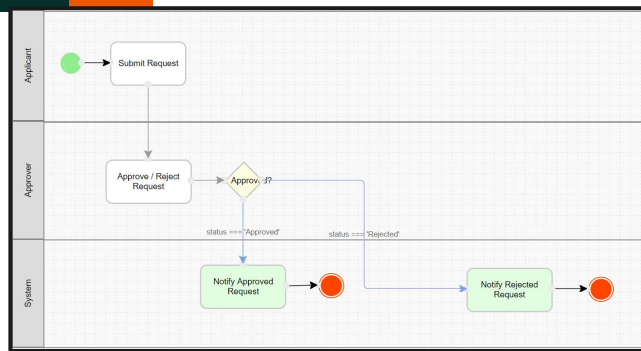 Applicant
Submit Request
Approver
Approve / Reject
Request
status === 'Approved'
status === 'Rejected'
System
Notify Approved
Request
Notify Rejected
Request